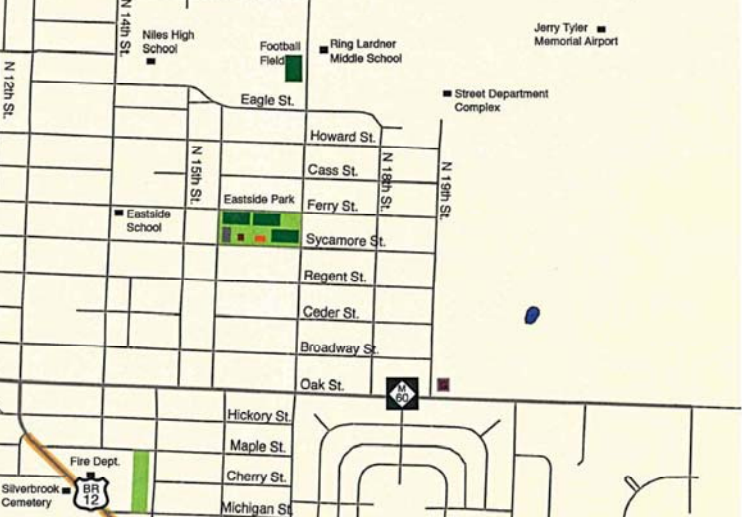 N 14th St.
Niles High
School
Football
Field
Ring Lardner
Middle School
Jerry Tyler
Memorial Airport
N 12th St.
Eagle St.
Street Department
Complex
Howard St.
N 15th St.
Cass St.
N 18th St.
N 19th St.
Eastside Park
Ferry St.
Eastside
School
Sycamore St.
Regent St.
Ceder St.
Broadway St.
Oak St.
M
60
Hickory St.
Maple St.
Fire Dept.
Cherry St.
Silverbrook
Cemetery
BR
12
Michigan St